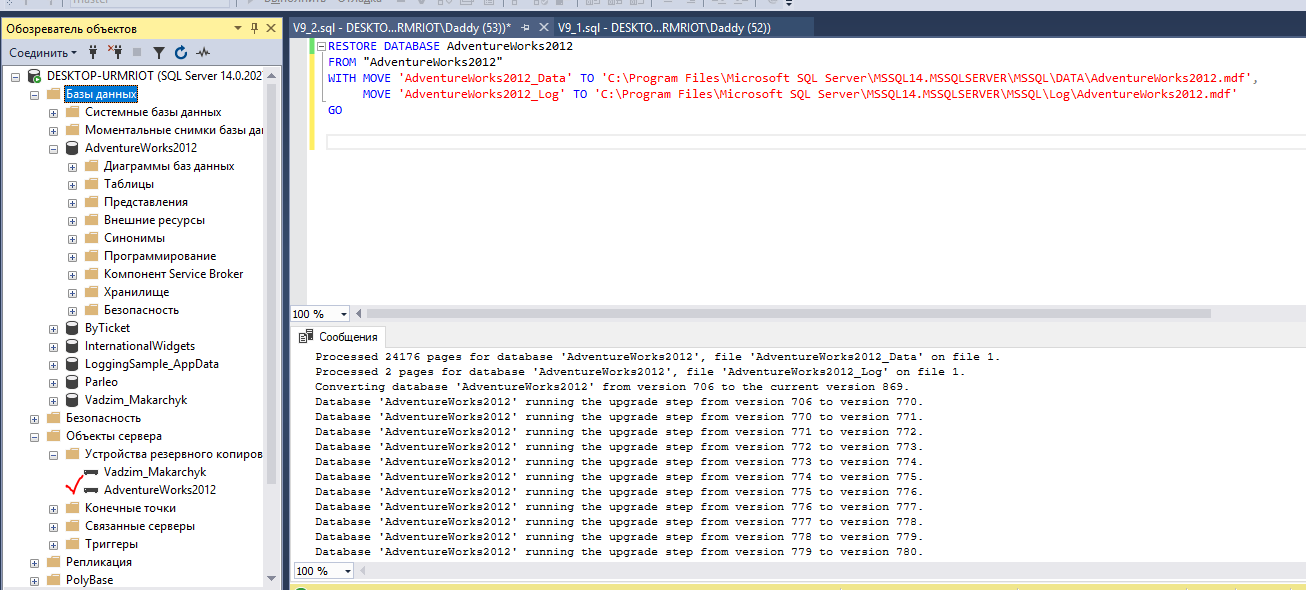 master
Выполнить
Отладка
Обозреватель объектов
Соединить
DESKTOP-URMRIOT (SQL Server 14.0.202
Базы данных
Системные базы данных
Моментальные снимки базы да
AdventureWorks2012
Диаграммы баз данных
Таблицы
Представления
Внешние ресурсы
Синонимы
Программирование
Компонент Service Broker
Хранилище
Безопасность
ByTicket
InternationalWidgets
LoggingSample_AppData
Parleo
Vadzim_Makarchyk
Безопасность
Объекты сервера
Устройства резервного копиров
Vadzim_Makarchyk
AdventureWorks2012
Конечные точки
Связанные серверы
Триггеры
Репликация
PolyBase
V9_2.sql - DESKTO...RMRIOT\Daddy (53))*
V9_1.sql - DESKTO...RMRIOT\Daddy (52))
RESTORE DATABASE AdventureWorks2012
FROM "AdventureWorks2012"
WITH MOVE 'AdventureWorks2012_Data' TO 'C:\Program Files\Microsoft SQL Server\MSSQL14.MSSQLSERVER\MSSQL\DATA\AdventureWorks2012.mdf',
MOVE 'AdventureWorks2012_Log' TO 'C:\Program Files\Microsoft SQL Server\MSSQL14.MSSQLSERVER\MSSQL\Log\AdventureWorks2012.mdf'
GO
100 %
Сообщения
Processed 24176 pages for database 'AdventureWorks2012', file 'AdventureWorks2012_Data' on file 1.
Processed 2 pages for database 'AdventureWorks2012', file 'AdventureWorks2012_Log' on file 1.
Converting database 'AdventureWorks2012' from version 706 to the current version 869.
Database 'AdventureWorks2012' running the upgrade step from version 706 to version 770.
Database 'AdventureWorks2012' running the upgrade step from version 770 to version 771.
Database 'AdventureWorks2012' running the upgrade step from version 771 to version 772.
Database 'AdventureWorks2012' running the upgrade step from version 772 to version 773.
Database 'AdventureWorks2012' running the upgrade step from version 773 to version 774.
Database 'AdventureWorks2012' running the upgrade step from version 774 to version 775.
Database 'AdventureWorks2012' running the upgrade step from version 775 to version 776.
Database 'AdventureWorks2012' running the upgrade step from version 776 to version 777.
Database 'AdventureWorks2012' running the upgrade step from version 777 to version 778.
Database 'AdventureWorks2012' running the upgrade step from version 778 to version 779.
Database 'AdventureWorks2012' running the upgrade step from version 779 to version 780.
100 %